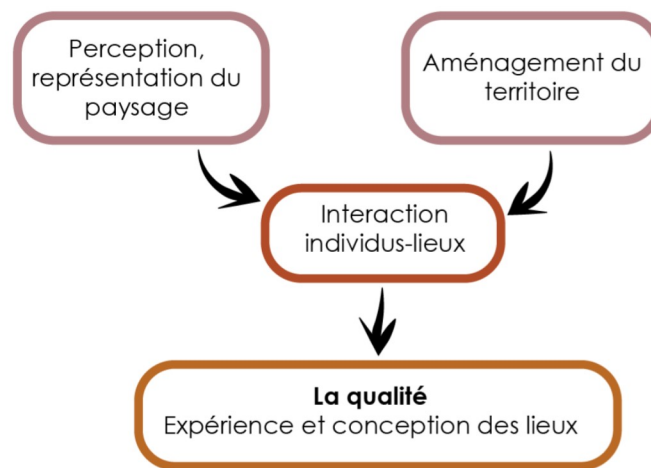 Perception,
représentation du
paysage
Aménagement du
territoire
Interaction
individus-lieux
La qualité
Expérience et conception des lieux